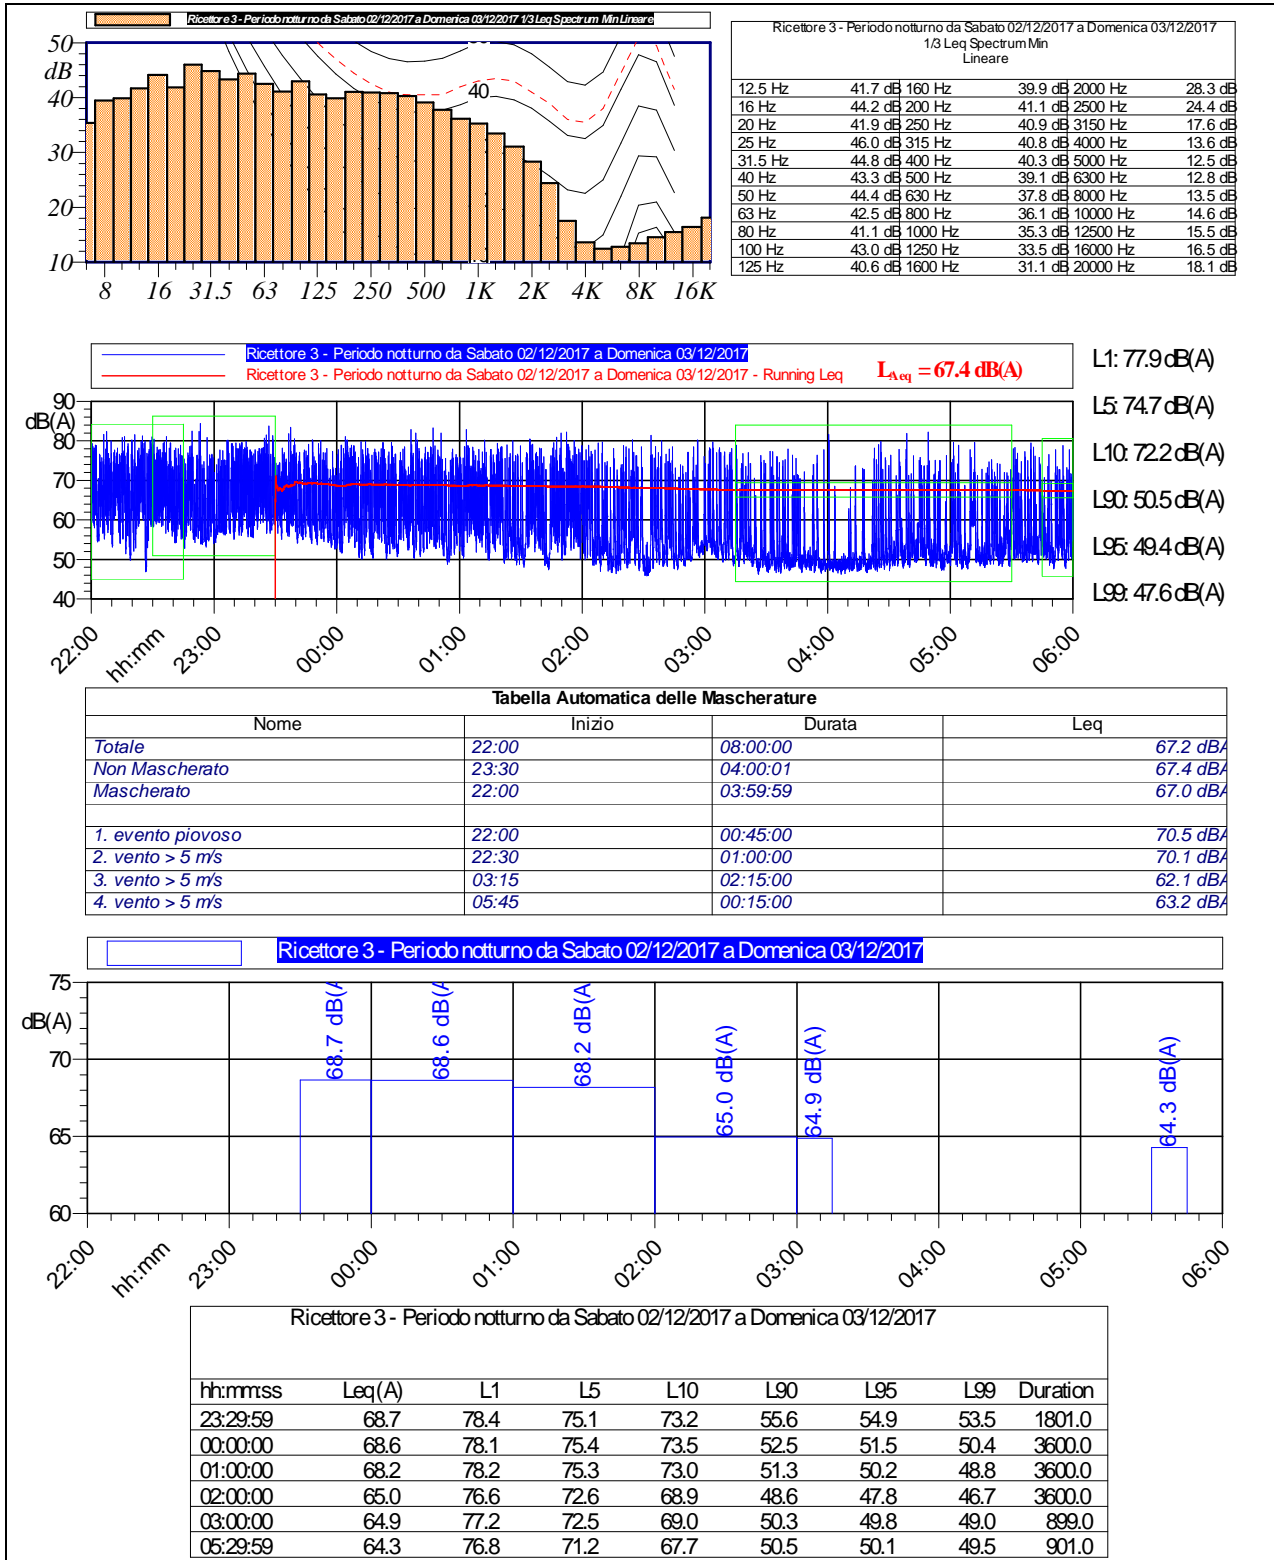 Ricettore 3 - Periodo notturno da Sabato 02/12/2017 a Domenica 03/12/2017 1/3 Leq Spectrum Min Lineare
50
dB
40
30
20
10
40
8 16 31.5 63 125 250 500 1K 2K 4K 8K 16K
Ricettore 3 - Periodo notturno da Sabato 02/12/2017 a Domenica 03/12/2017
1/3 Leq Spectrum Min
Lineare
12.5 Hz 41.7 dB 160 Hz 39.9 dB 2000 Hz 28.3 dB
16 Hz 44.2 dB 200 Hz 41.1 dB 2500 Hz 24.4 dB
20 Hz 41.9 dB 250 Hz 40.9 dB 3150 Hz 17.6 dB
25 Hz 46.0 dB 315 Hz 40.8 dB 4000 Hz 13.6 dB
31.5 Hz 44.8 dB 400 Hz 40.3 dB 5000 Hz 12.5 dB
40 Hz 43.3 dB 500 Hz 39.1 dB 6300 Hz 12.8 dB
50 Hz 44.4 dB 630 Hz 37.8 dB 8000 Hz 13.5 dB
63 Hz 42.5 dB 800 Hz 36.1 dB 10000 Hz 14.6 dB
80 Hz 41.1 dB 1000 Hz 35.3 dB 12500 Hz 15.5 dB
100 Hz 43.0 dB 1250 Hz 33.5 dB 16000 Hz 16.5 dB
125 Hz 40.6 dB 1600 Hz 31.1 dB 20000 Hz 18.1 dB
Ricettore 3 - Periodo notturno da Sabato 02/12/2017 a Domenica 03/12/2017
Ricettore 3 - Periodo notturno da Sabato 02/12/2017 a Domenica 03/12/2017 - Running Leq
LAeq = 67.4 dB(A)
90
dB(A)
80
70
60
50
40
22:00 hh:mm 23:00 00:00 01:00 02:00 03:00 04:00 05:00 06:00
L1: 77.9 dB(A)
L5: 74.7 dB(A)
L10: 72.2 dB(A)
L90: 50.5 dB(A)
L95: 49.4 dB(A)
L99: 47.6 dB(A)
Tabella Automatica delle Mascherature
Nome Inizio Durata Leq
Totale 22:00 08:00:00 67.2 dBA
Non Mascherato 23:30 04:00:01 67.4 dBA
Mascherato 22:00 03:59:59 67.0 dBA
1. evento piovoso 22:00 00:45:00 70.5 dBA
2. vento > 5 m/s 22:30 01:00:00 70.1 dBA
3. vento > 5 m/s 03:15 02:15:00 62.1 dBA
4. vento > 5 m/s 05:45 00:15:00 63.2 dBA
Ricettore 3 - Periodo notturno da Sabato 02/12/2017 a Domenica 03/12/2017
75
dB(A)
70
65
60
68.7 dB(A
68.6 dB(A
68.2 dB(A
65.0 dB(A)
64.9 dB(A)
64.3 dB(A)
22:00 hh:mm 23:00 00:00 01:00 02:00 03:00 04:00 05:00 06:00
Ricettore 3 - Periodo notturno da Sabato 02/12/2017 a Domenica 03/12/2017
hh:mm:ss Leq(A) L1 L5 L10 L90 L95 L99 Duration
23:29:59 68.7 78.4 75.1 73.2 55.6 54.9 53.5 1801.0
00:00:00 68.6 78.1 75.4 73.5 52.5 51.5 50.4 3600.0
01:00:00 68.2 78.2 75.3 73.0 51.3 50.2 48.8 3600.0
02:00:00 65.0 76.6 72.6 68.9 48.6 47.8 46.7 3600.0
03:00:00 64.9 77.2 72.5 69.0 50.3 49.8 49.0 899.0
05:29:59 64.3 76.8 71.2 67.7 50.5 50.1 49.5 901.0